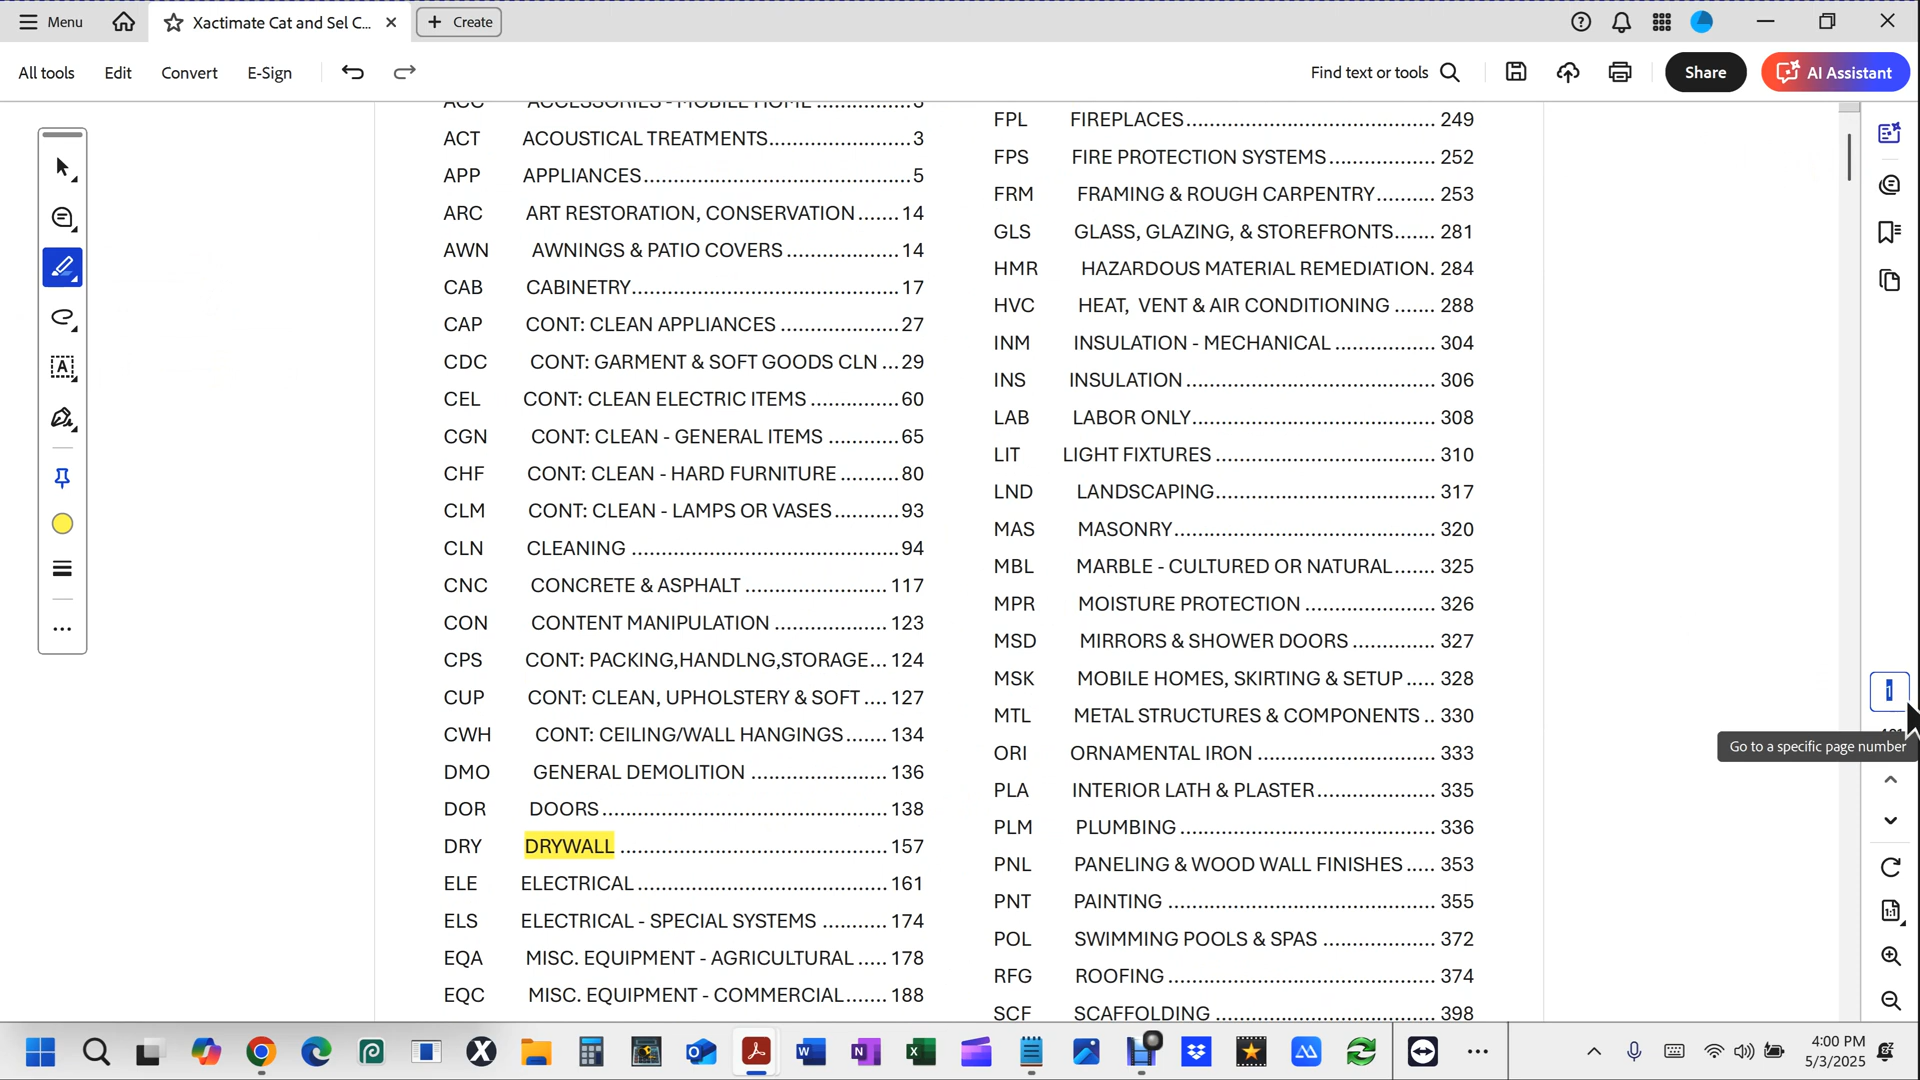 Menu
Xactimate Cat and Sel C...
Create
All tools
Edit
Convert
E-Sign
Find text or tools
Share
AI Assistant
ACC ACCESSORIES - MOBILE HOME ................. 3
ACT ACOUSTICAL TREATMENTS.......................3
APP APPLIANCES...........................................5
ARC ART RESTORATION, CONSERVATION.......14
AWN AWNINGS & PATIO COVERS ..................14
CAB CABINETRY............................................17
CAP CONT: CLEAN APPLIANCES ...................27
CDC CONT: GARMENT & SOFT GOODS CLN ...29
CEL CONT: CLEAN ELECTRIC ITEMS ..............60
CGN CONT: CLEAN - GENERAL ITEMS ...........65
CHF CONT: CLEAN - HARD FURNITURE ..........80
CLM CONT: CLEAN - LAMPS OR VASES...........93
CLN CLEANING ............................................94
CNC CONCRETE & ASPHALT .......................117
CON CONTENT MANIPULATION ..................123
CPS CONT: PACKING,HANDLNG,STORAGE... 124
CUP CONT: CLEAN, UPHOLSTERY & SOFT .... 127
CWH CONT: CEILING/WALL HANGINGS....... 134
DMO GENERAL DEMOLITION .......................136
DOR DOORS..............................................138
DRY DRYWALL ...........................................157
ELE ELECTRICAL........................................161
ELS ELECTRICAL - SPECIAL SYSTEMS ...........174
EQA MISC. EQUIPMENT - AGRICULTURAL .....178
EQC MISC. EQUIPMENT - COMMERCIAL.......188
FPL FIREPLACES........................................249
FPS FIRE PROTECTION SYSTEMS.................252
FRM FRAMING & ROUGH CARPENTRY..........253
GLS GLASS, GLAZING, & STOREFRONTS.......281
HMR HAZARDOUS MATERIAL REMEDIATION. 284
HVC HEAT, VENT & AIR CONDITIONING .......288
INM INSULATION - MECHANICAL ................304
INS INSULATION ........................................306
LAB LABOR ONLY.......................................308
LIT LIGHT FIXTURES ...................................310
LND LANDSCAPING...................................317
MAS MASONRY..........................................320
MBL MARBLE - CULTURED OR NATURAL.......325
MPR MOISTURE PROTECTION .....................326
MSD MIRRORS & SHOWER DOORS .............327
MSK MOBILE HOMES, SKIRTING & SETUP .....328
MTL METAL STRUCTURES & COMPONENTS ..330
ORI ORNAMENTAL IRON .............................333
PLA INTERIOR LATH & PLASTER...................335
PLM PLUMBING .........................................336
PNL PANELING & WOOD WALL FINISHES .....353
PNT PAINTING ...........................................355
POL SWIMMING POOLS & SPAS ..................372
RFG ROOFING............................................374
SCF SCAFFOLDING .....................................398
1
Go to a specific page number
4:00 PM
5/3/2025